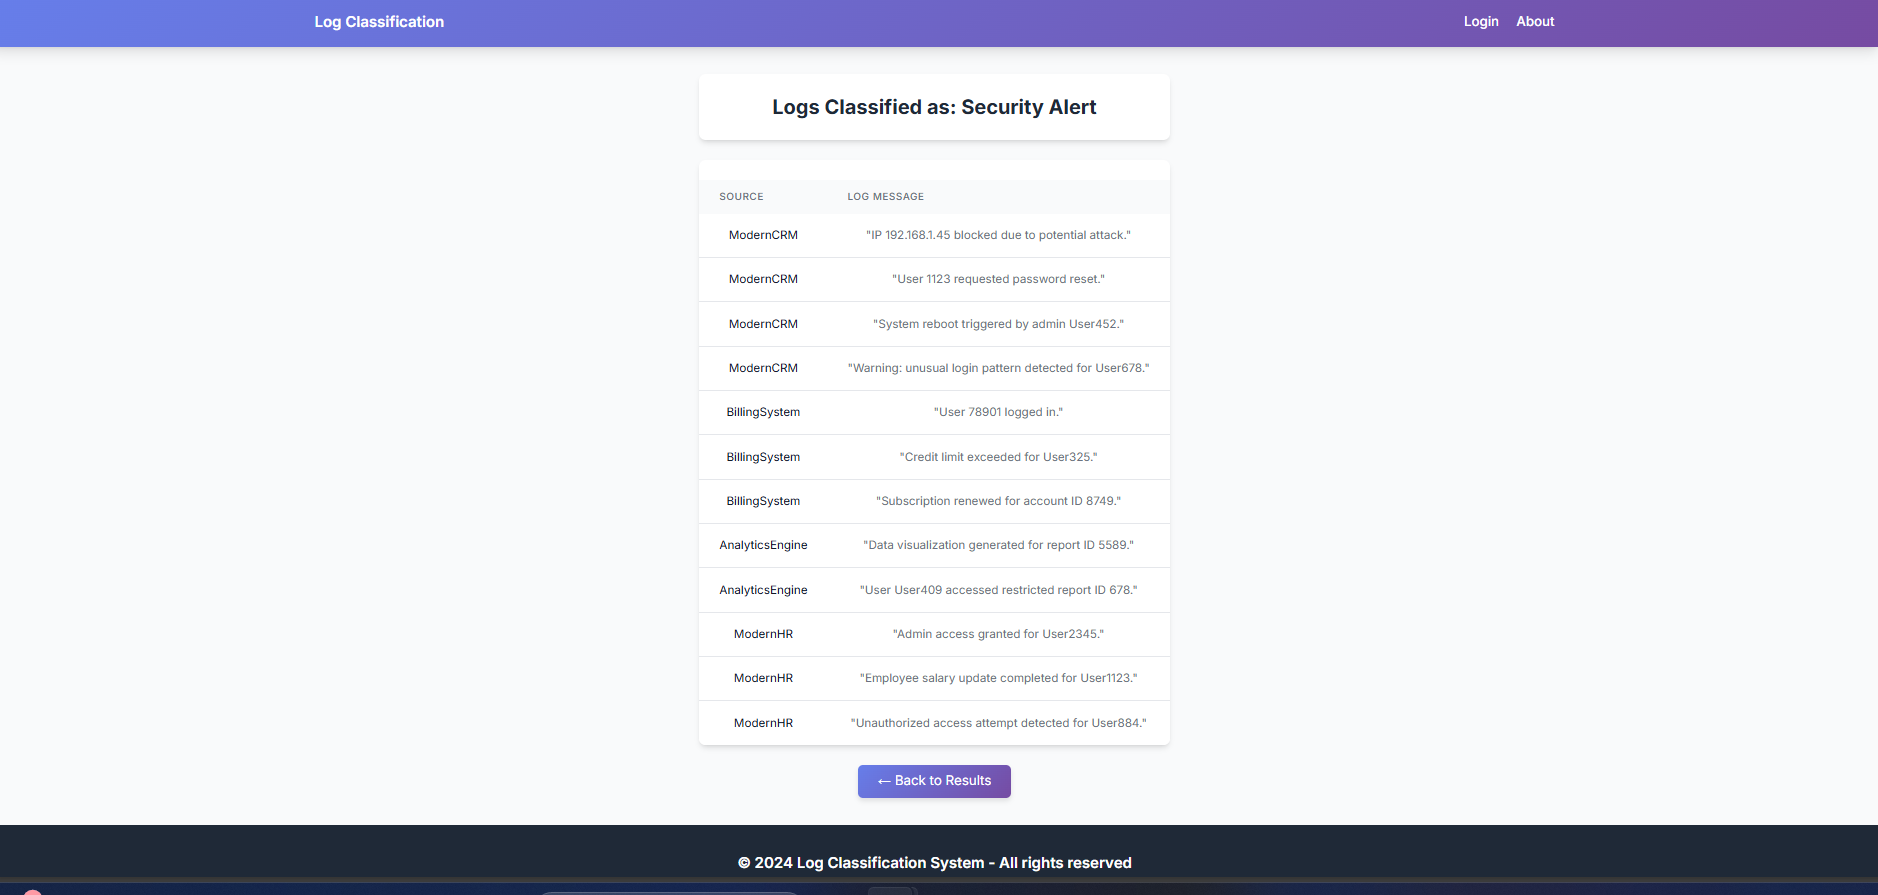 Log Classification
Login About
Logs Classified as: Security Alert
SOURCE LOG MESSAGE
ModernCRM "IP 192.168.1.45 blocked due to potential attack."
ModernCRM "User 1123 requested password reset."
ModernCRM "System reboot triggered by admin User452."
ModernCRM "Warning: unusual login pattern detected for User678."
BillingSystem "User 78901 logged in."
BillingSystem "Credit limit exceeded for User325."
BillingSystem "Subscription renewed for account ID 8749."
AnalyticsEngine "Data visualization generated for report ID 5589."
AnalyticsEngine "User User409 accessed restricted report ID 678."
ModernHR "Admin access granted for User2345."
ModernHR "Employee salary update completed for User1123."
ModernHR "Unauthorized access attempt detected for User884."
← Back to Results
© 2024 Log Classification System - All rights reserved